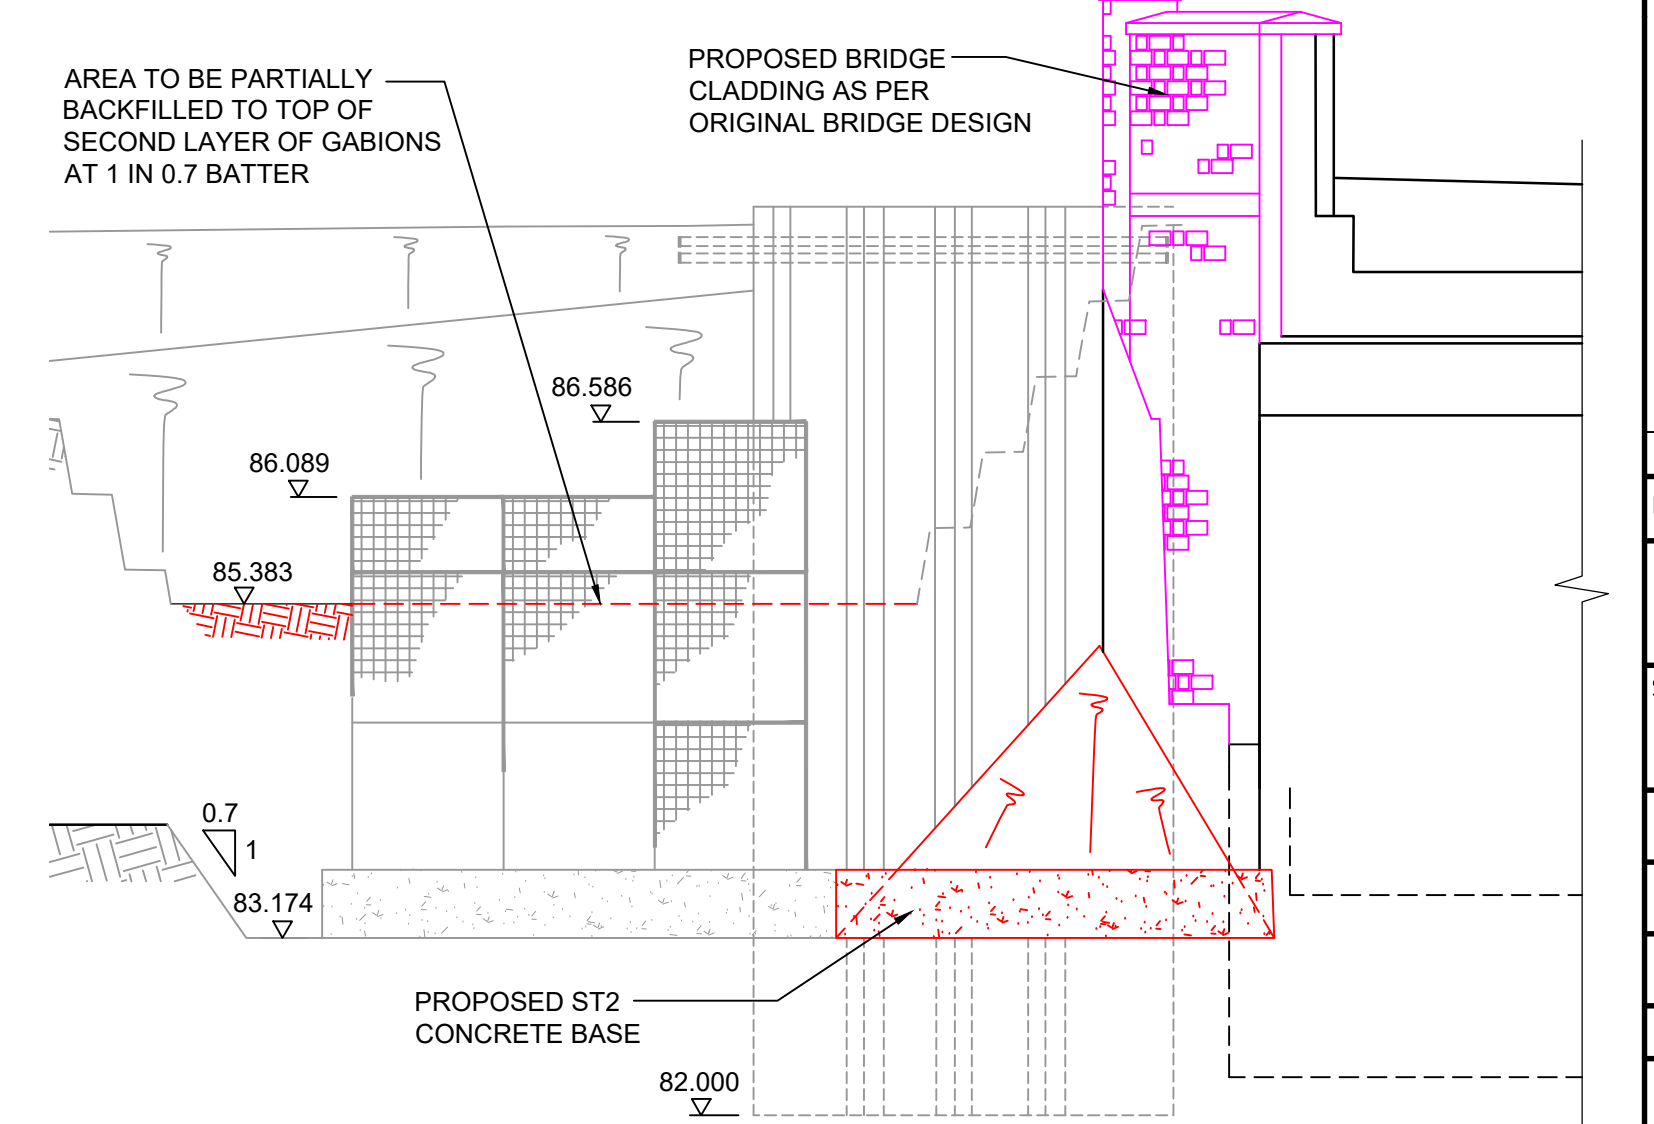 AREA TO BE PARTIALLY
BACKFILLED TO TOP OF
SECOND LAYER OF GABIONS
AT 1 IN 0.7 BATTER
PROPOSED BRIDGE
CLADDING AS PER
ORIGINAL BRIDGE DESIGN
86.586
86.089
85.383
0.7
1
83.174
PROPOSED ST2
CONCRETE BASE
82.000